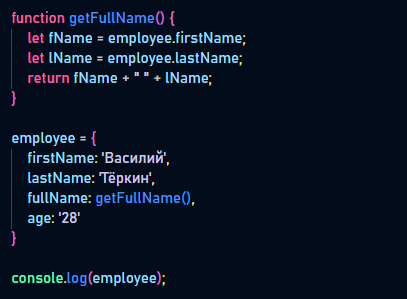 function getFullName() {
let fName = employee.firstName;
let lName = employee.lastName;
return fName + " " + lName;
}
employee = {
firstName: 'Василий',
lastName: 'Тёркин',
fullName: getFullName(),
age: '28'
}
console.log(employee);